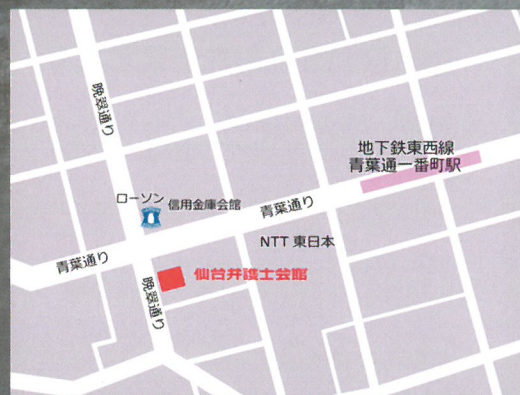 晩翠通り
地下鉄東西線
青葉通一番町駅
ローソン
信用金庫会館
青葉通り
NTT 東日本
青葉通り
仙台弁護士会館
晩翠通り